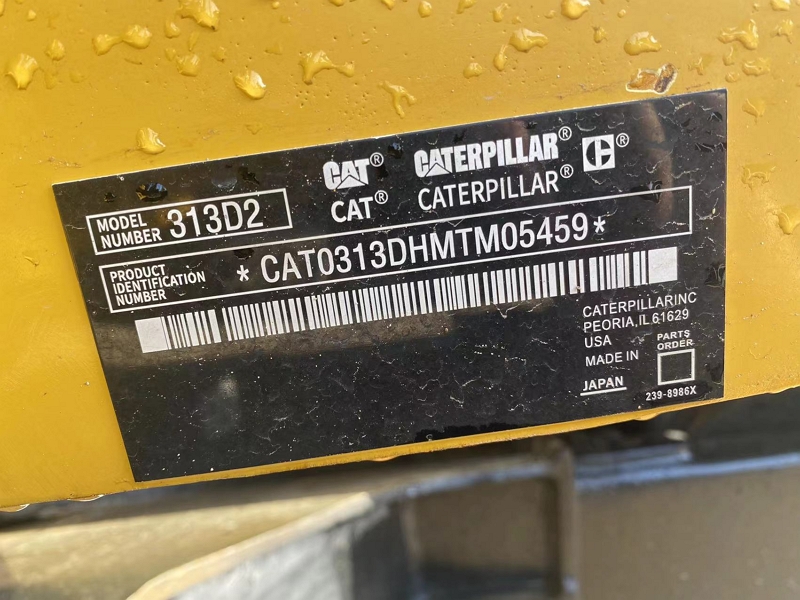 CAT® CATERPILLAR® C®
CAT® CATERPILLAR®
MODEL NUMBER 313D2
PRODUCT IDENTIFICATION NUMBER *CAT0313DHMTM05459*
CATERPILLARINC
PEORIA,IL 61629
USA
PARTS
ORDER
MADE IN
JAPAN
239-8986X